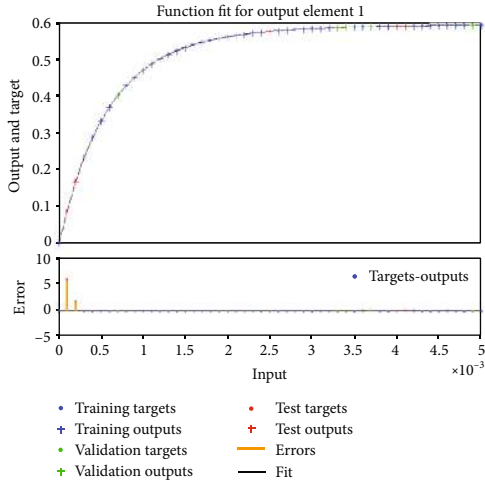 Function fit for output element 1
Output and target
0.6
0.5
0.4
0.3
0.2
0.1
0
Error
10
5
0
−5
Targets-outputs
0 0.5 1 1.5 2 2.5 3 3.5 4 4.5 5
Input
×10−3
Training targets
Training outputs
Validation targets
Validation outputs
Test targets
Test outputs
Errors
Fit